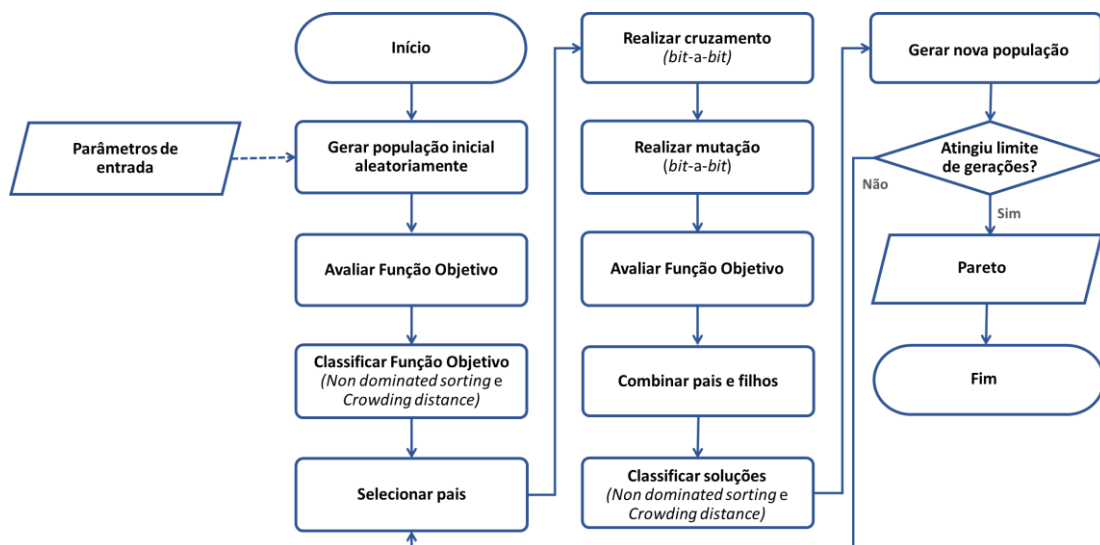 Início
Parâmetros de
entrada
Gerar população inicial
aleatoriamente
Avaliar Função Objetivo
Classificar Função Objetivo
(Non dominated sorting e
Crowding distance)
Selecionar pais
Realizar cruzamento
(bit-a-bit)
Realizar mutação
(bit-a-bit)
Avaliar Função Objetivo
Combinar pais e filhos
Classificar soluções
(Non dominated sorting e
Crowding distance)
Gerar nova população
Atingiu limite
de gerações?
Não
Sim
Pareto
Fim